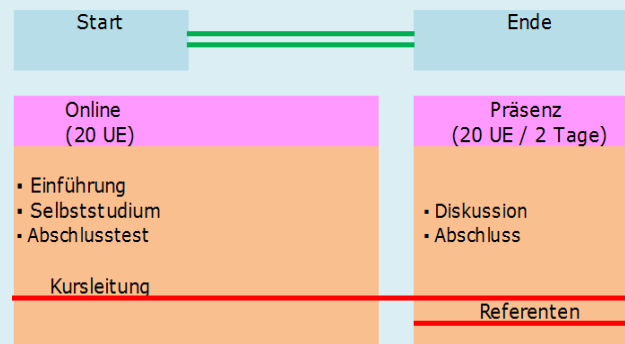 Start
Ende
Online
(20 UE)
▪ Einführung
▪ Selbststudium
▪ Abschlusstest
Kursleitung
Präsenz
(20 UE / 2 Tage)
▪ Diskussion
▪ Abschluss
Referenten